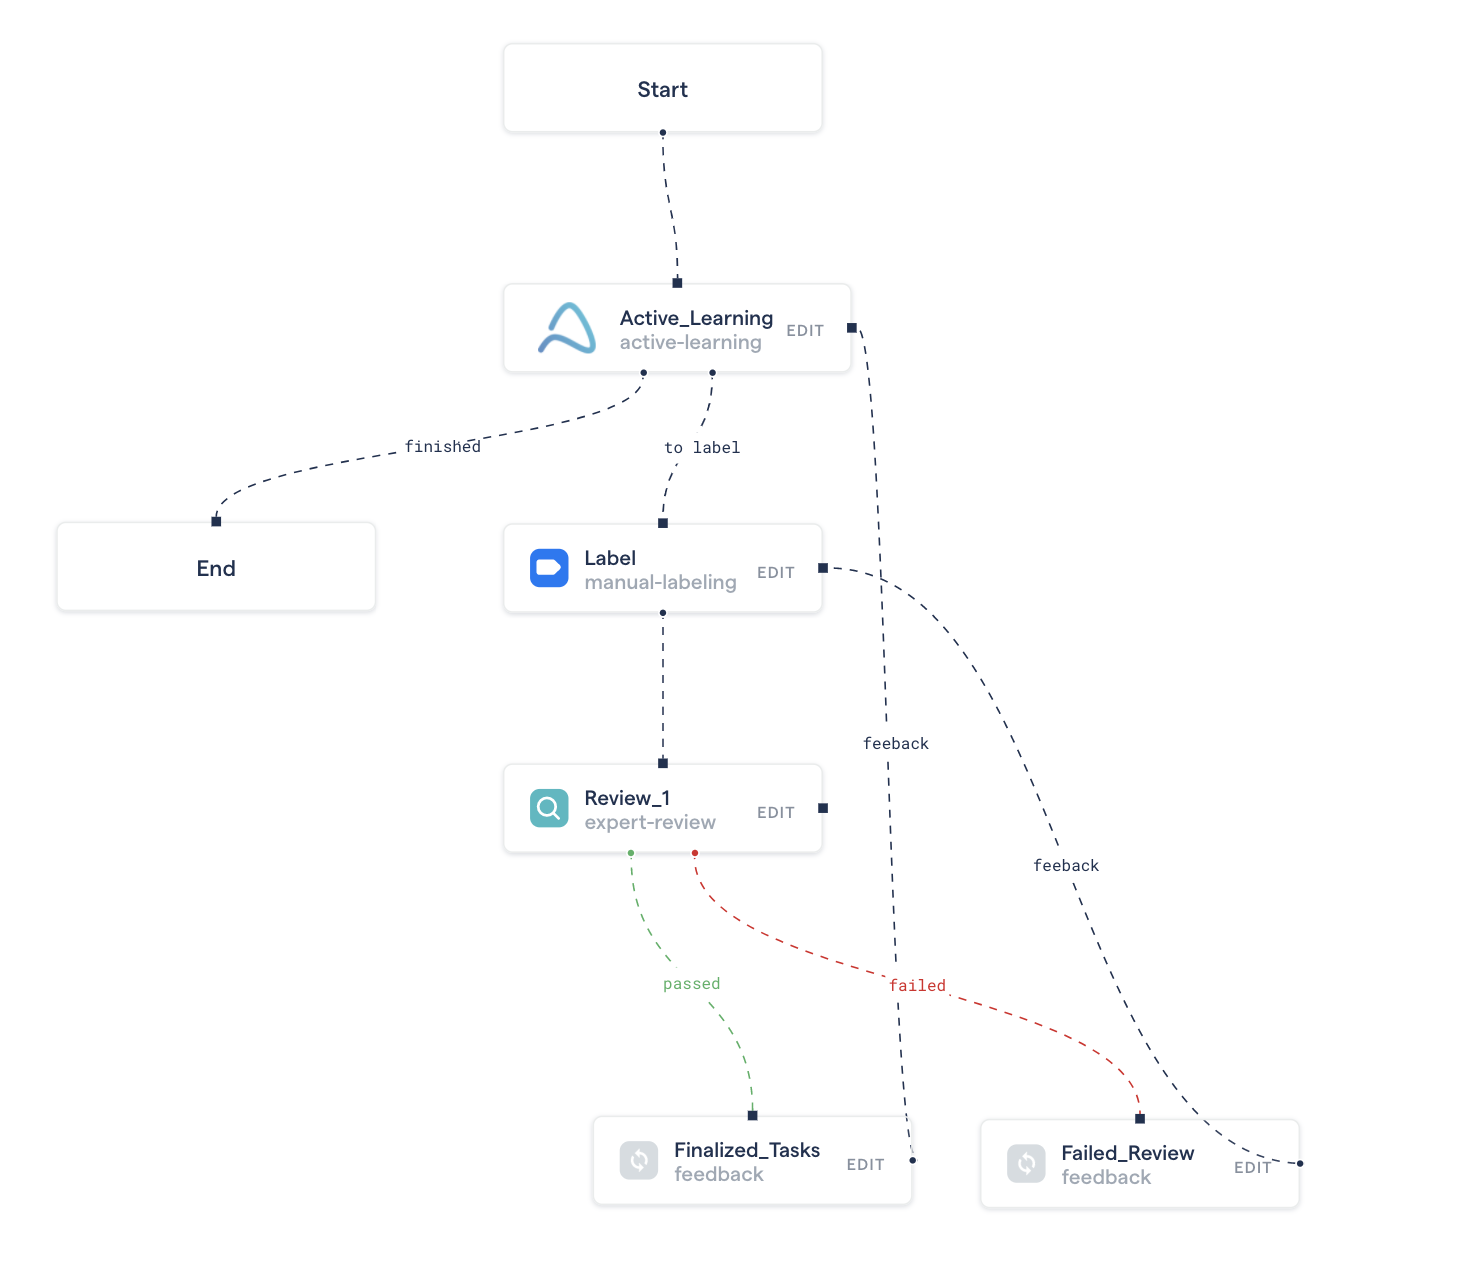 Start
Active_Learning
active-learning
EDIT
finished
to label
End
Label
manual-labeling
EDIT
feeback
Review_1
expert-review
EDIT
feeback
passed
failed
Finalized_Tasks
feedback
EDIT
Failed_Review
feedback
EDIT